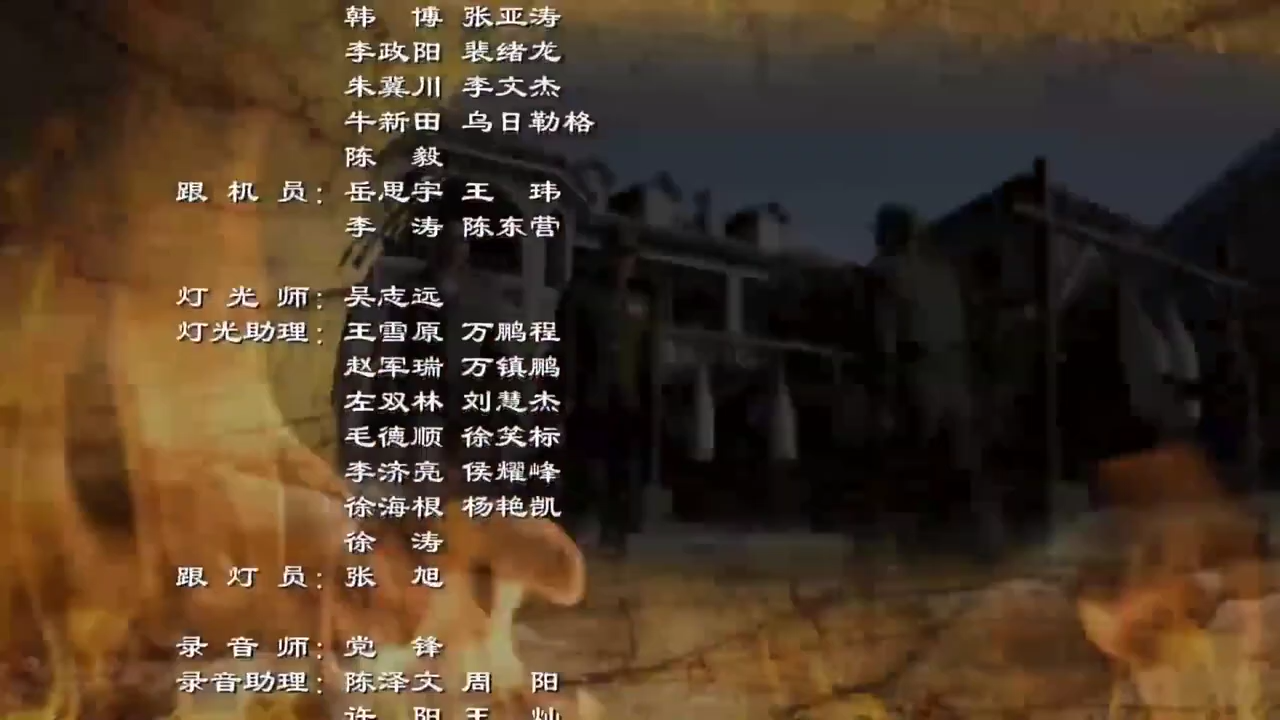 韩 博 张亚涛
李政阳 裴绪龙
朱冀川 李文杰
牛新田 乌日勒格
陈 毅
跟机员：岳思宇 王 玮
李 涛 陈东营
灯光师：吴志远
灯光助理：王雪原 万鹏程
赵军瑞 万镇鹏
左双林 刘慧杰
毛德顺 徐笑标
李济亮 侯耀峰
徐海根 杨艳凯
徐 涛
跟灯员：张 旭
录音师：党 锋
录音助理：陈泽文 周 阳
许 阳 王 灿